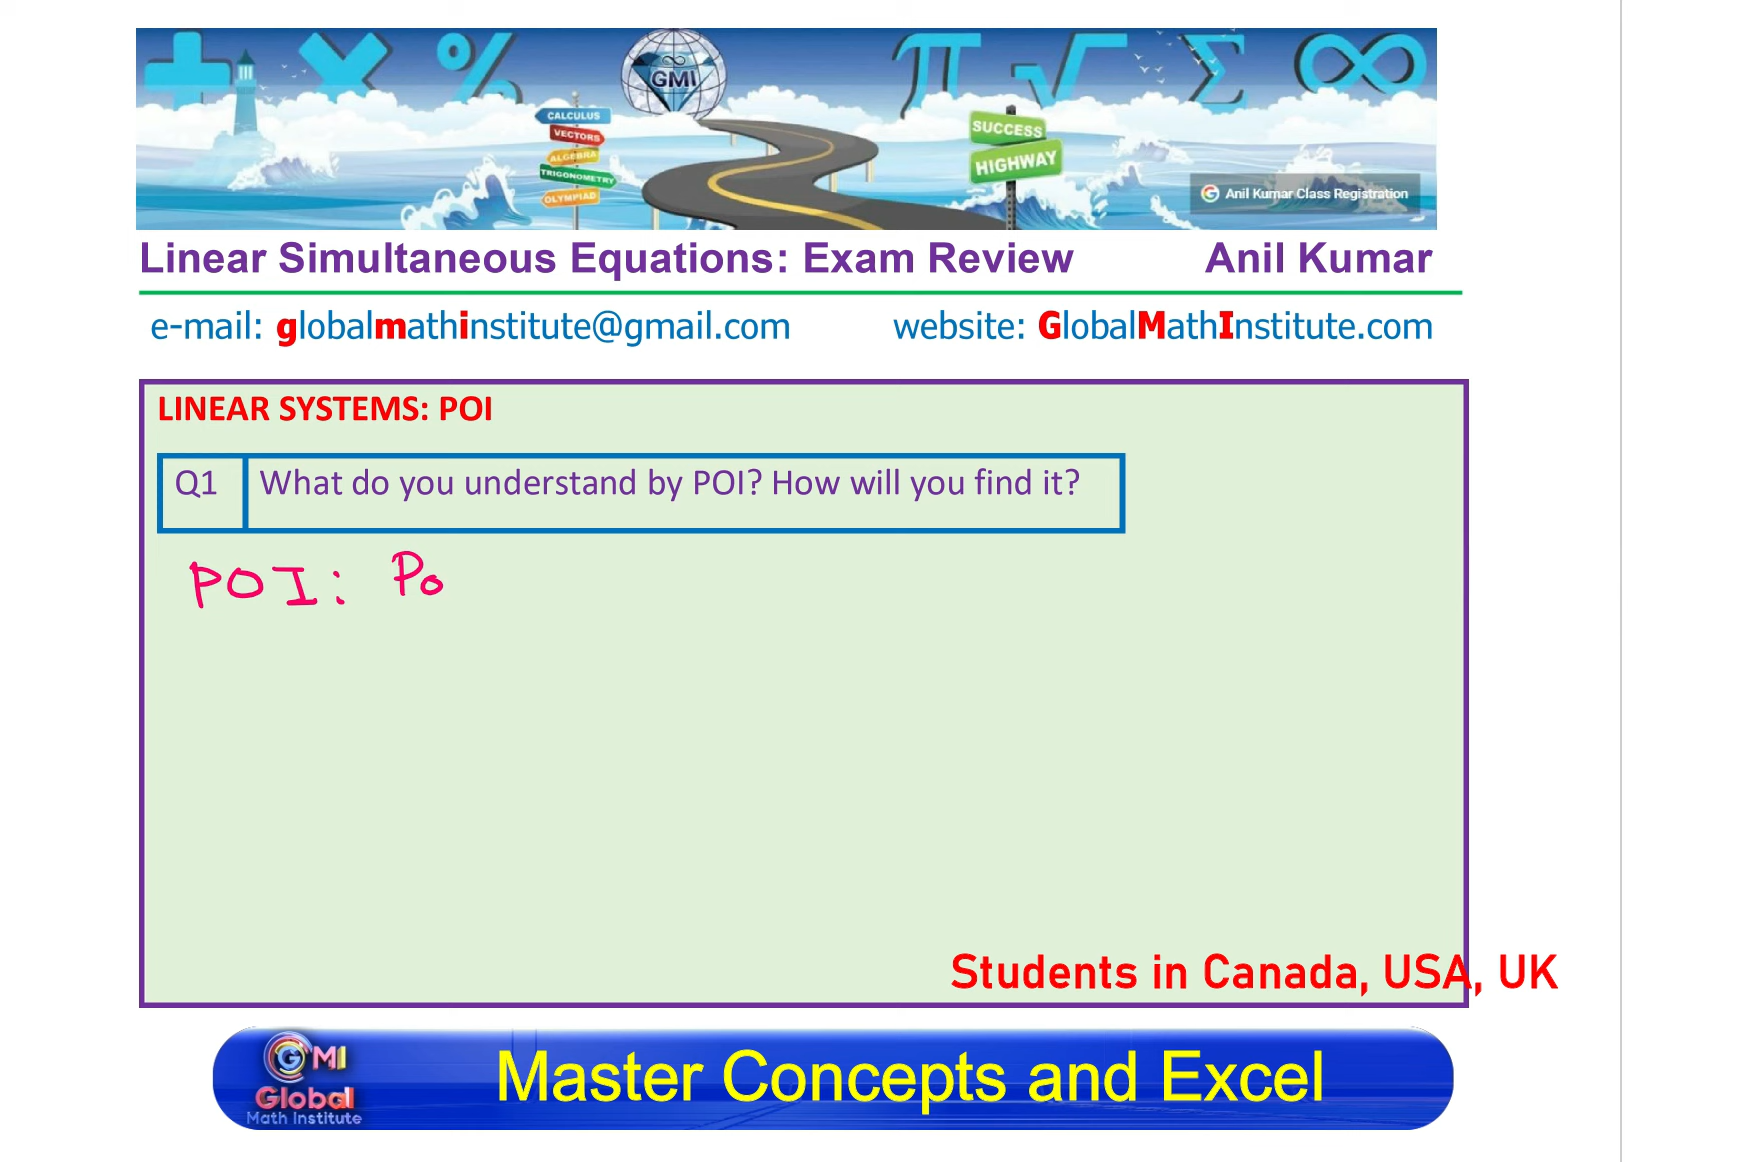 GMI
CALCULUS
VECTORS
ALGEBRA
TRIGONOMETRY
OLYMPIAD
SUCCESS
HIGHWAY
G Anil Kumar Class Registration
Linear Simultaneous Equations: Exam Review Anil Kumar
e-mail: globalmathinstitute@gmail.com website: GlobalMathInstitute.com
LINEAR SYSTEMS: POI
Q1 What do you understand by POI? How will you find it?
POI: Po
Students in Canada, USA, UK
GMI
Global
Math Institute
Master Concepts and Excel